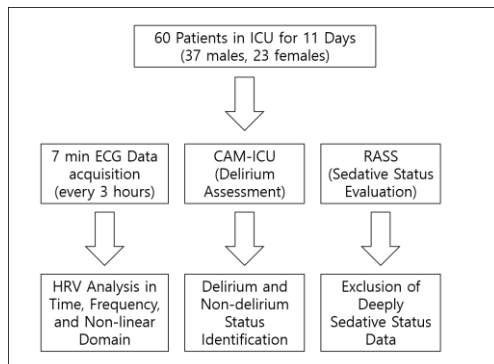 60 Patients in ICU for 11 Days
(37 males, 23 females)
7 min ECG Data
acquisition
(every 3 hours)
CAM-ICU
(Delirium
Assessment)
RASS
(Sedative Status
Evaluation)
HRV Analysis in
Time, Frequency,
and Non-linear
Domain
Delirium and
Non-delirium
Status
Identification
Exclusion of
Deeply
Sedative Status
Data